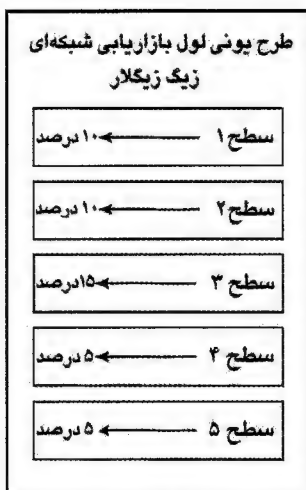 طرح یونی لول بازاریابی شبکه‌ای
زیگ زیگلار
سطح ۱ ۱۰ درصد
سطح ۲ ۱۰ درصد
سطح ۳ ۱۵درصد
سطح ۴ ۵ درصد
سطح ۵ ۵ درصد